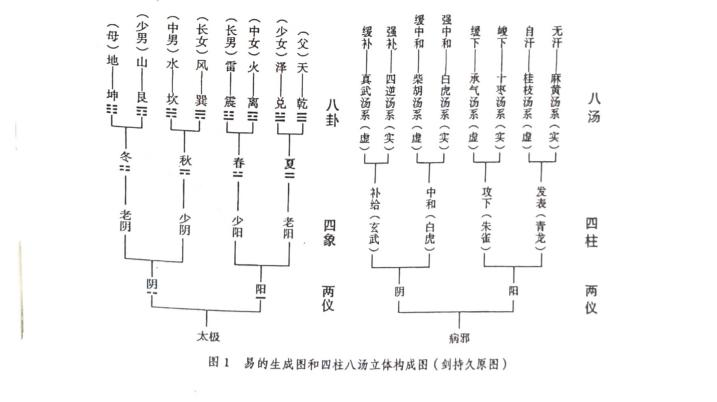 （母）地 坤
（少男）山 艮
（中男）水 坎
（长女）风 巽
（长男）雷 震
（中女）火 离
（少女）泽 兑
（父）天 乾
八卦
冬
秋
春
夏
老阴
少阴
少阳
老阳
四象
阴
阳
两仪
太极
缓补 真武汤系（虚）
强补 四逆汤系（实）
缓中和 柴胡汤系（虚）
强中和 白虎汤系（实）
缓下 承气汤系（虚）
峻下 十枣汤系（实）
自汗 桂枝汤系（虚）
无汗 麻黄汤系（实）
八汤
补给（玄武）
中和（白虎）
攻下（朱雀）
发表（青龙）
四柱
阴
阳
两仪
病邪
图1 易的生成图和四柱八汤立体构成图（剑持久原图）